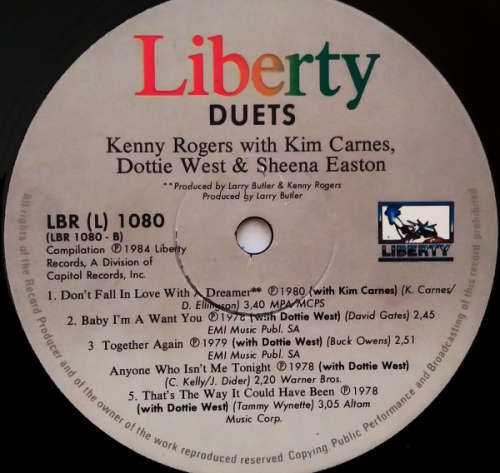 Liberty
DUETS
Kenny Rogers with Kim Carnes,
Dottie West & Sheena Easton
**Produced by Larry Butler & Kenny Rogers
Produced by Larry Butler
LBR (L) 1080
(LBR 1080 - B)
Compilation ℗ 1984 Liberty
Records, A Division of
Capitol Records, Inc.
LIBERTY
1. Don't Fall In Love With A Dreamer** ℗ 1980 (with Kim Carnes) (K. Carnes/
D. Ellingson) 3,40 MPA/MCPS
2. Baby I'm A Want You ℗ 1978 (with Dottie West) (David Gates) 2,45
EMI Music Publ. SA
3 Together Again ℗ 1979 (with Dottie West) (Buck Owens) 2,51
EMI Music Publ. SA
Anyone Who Isn't Me Tonight ℗ 1978 (with Dottie West)
(C. Kelly/J. Dider) 2,20 Warner Bros.
5. That's The Way It Could Have Been ℗ 1978
(with Dottie West) (Tammy Wynette) 3,05 Altam
Music Corp.
All rights of the Record Producer and of the owner of the work reproduced reserved. Copying, Public Performance and Broadcasting of this record prohibited